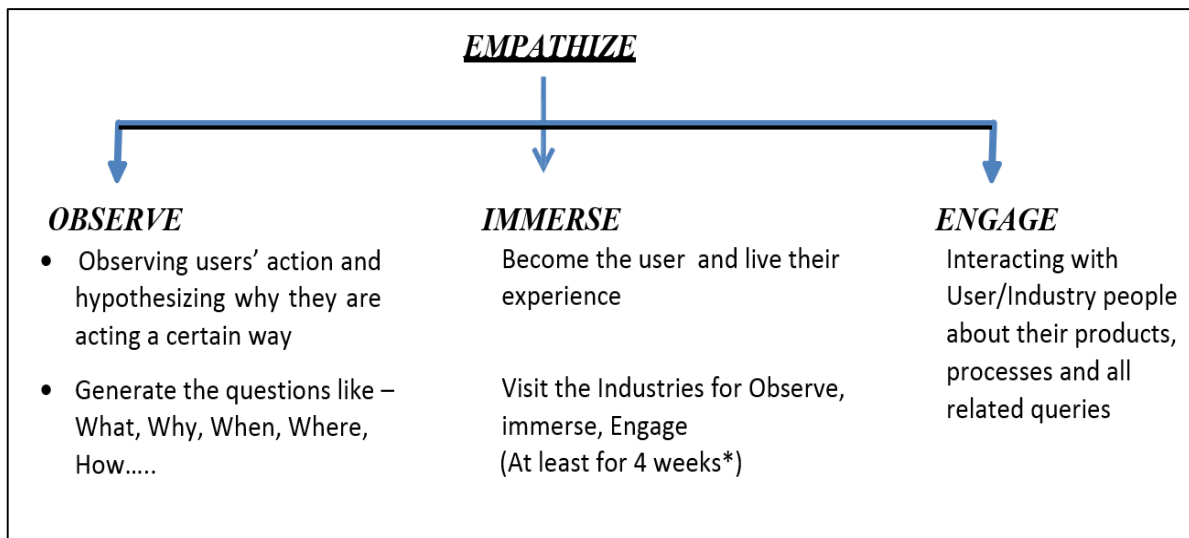 EMPATHIZE
OBSERVE
• Observing users’ action and
hypothesizing why they are
acting a certain way
• Generate the questions like –
What, Why, When, Where,
How…..
IMMERSE
Become the user and live their
experience
Visit the Industries for Observe,
immerse, Engage
(At least for 4 weeks*)
ENGAGE
Interacting with
User/Industry people
about their products,
processes and all
related queries